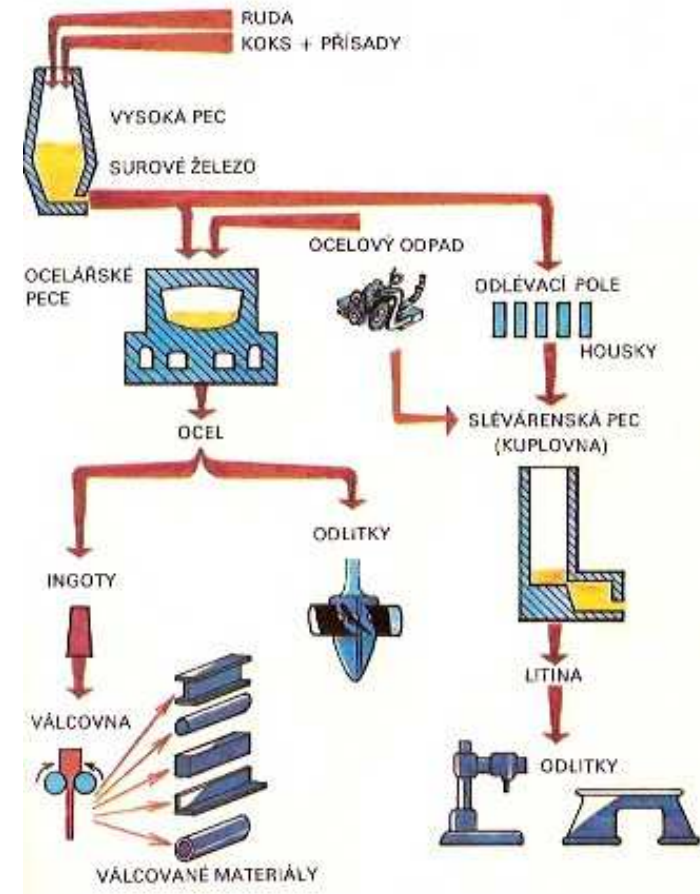 RUDA
KOKS + PŘÍSADY
VYSOKÁ PEC
SUROVÉ ŽELEZO
OCELOVÝ ODPAD
OCELÁŘSKÉ
PECE
ODLÉVACÍ POLE
HOUSKY
SLÉVÁRENSKÁ PEC
(KUPLOVNA)
OCEL
ODLITKY
INGOTY
LITINA
VÁLCOVNA
ODLITKY
VÁLCOVANÉ MATERIÁLY